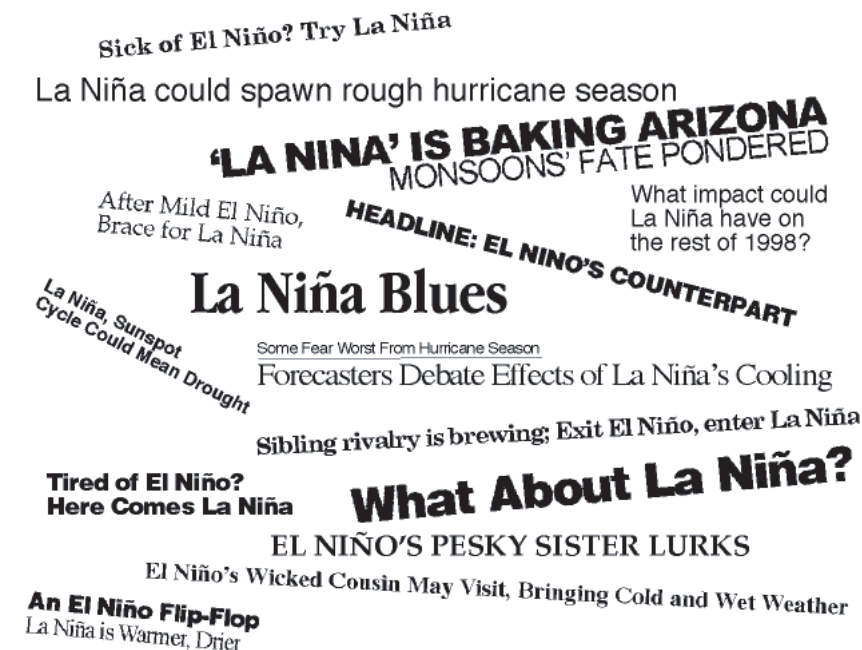 Sick of El Niño? Try La Niña
La Niña could spawn rough hurricane season
‘LA NINA’ IS BAKING ARIZONA
MONSOONS’ FATE PONDERED
After Mild El Niño,
Brace for La Niña
HEADLINE: EL NINO’S COUNTERPART
What impact could
La Niña have on
the rest of 1998?
La Niña Blues
La Niña, Sunspot
Cycle Could Mean Drought
Some Fear Worst From Hurricane Season
Forecasters Debate Effects of La Niña’s Cooling
Sibling rivalry is brewing; Exit El Niño, enter La Niña
Tired of El Niño?
Here Comes La Niña
What About La Niña?
EL NIÑO’S PESKY SISTER LURKS
El Niño’s Wicked Cousin May Visit, Bringing Cold and Wet Weather
An El Niño Flip-Flop
La Niña is Warmer, Drier